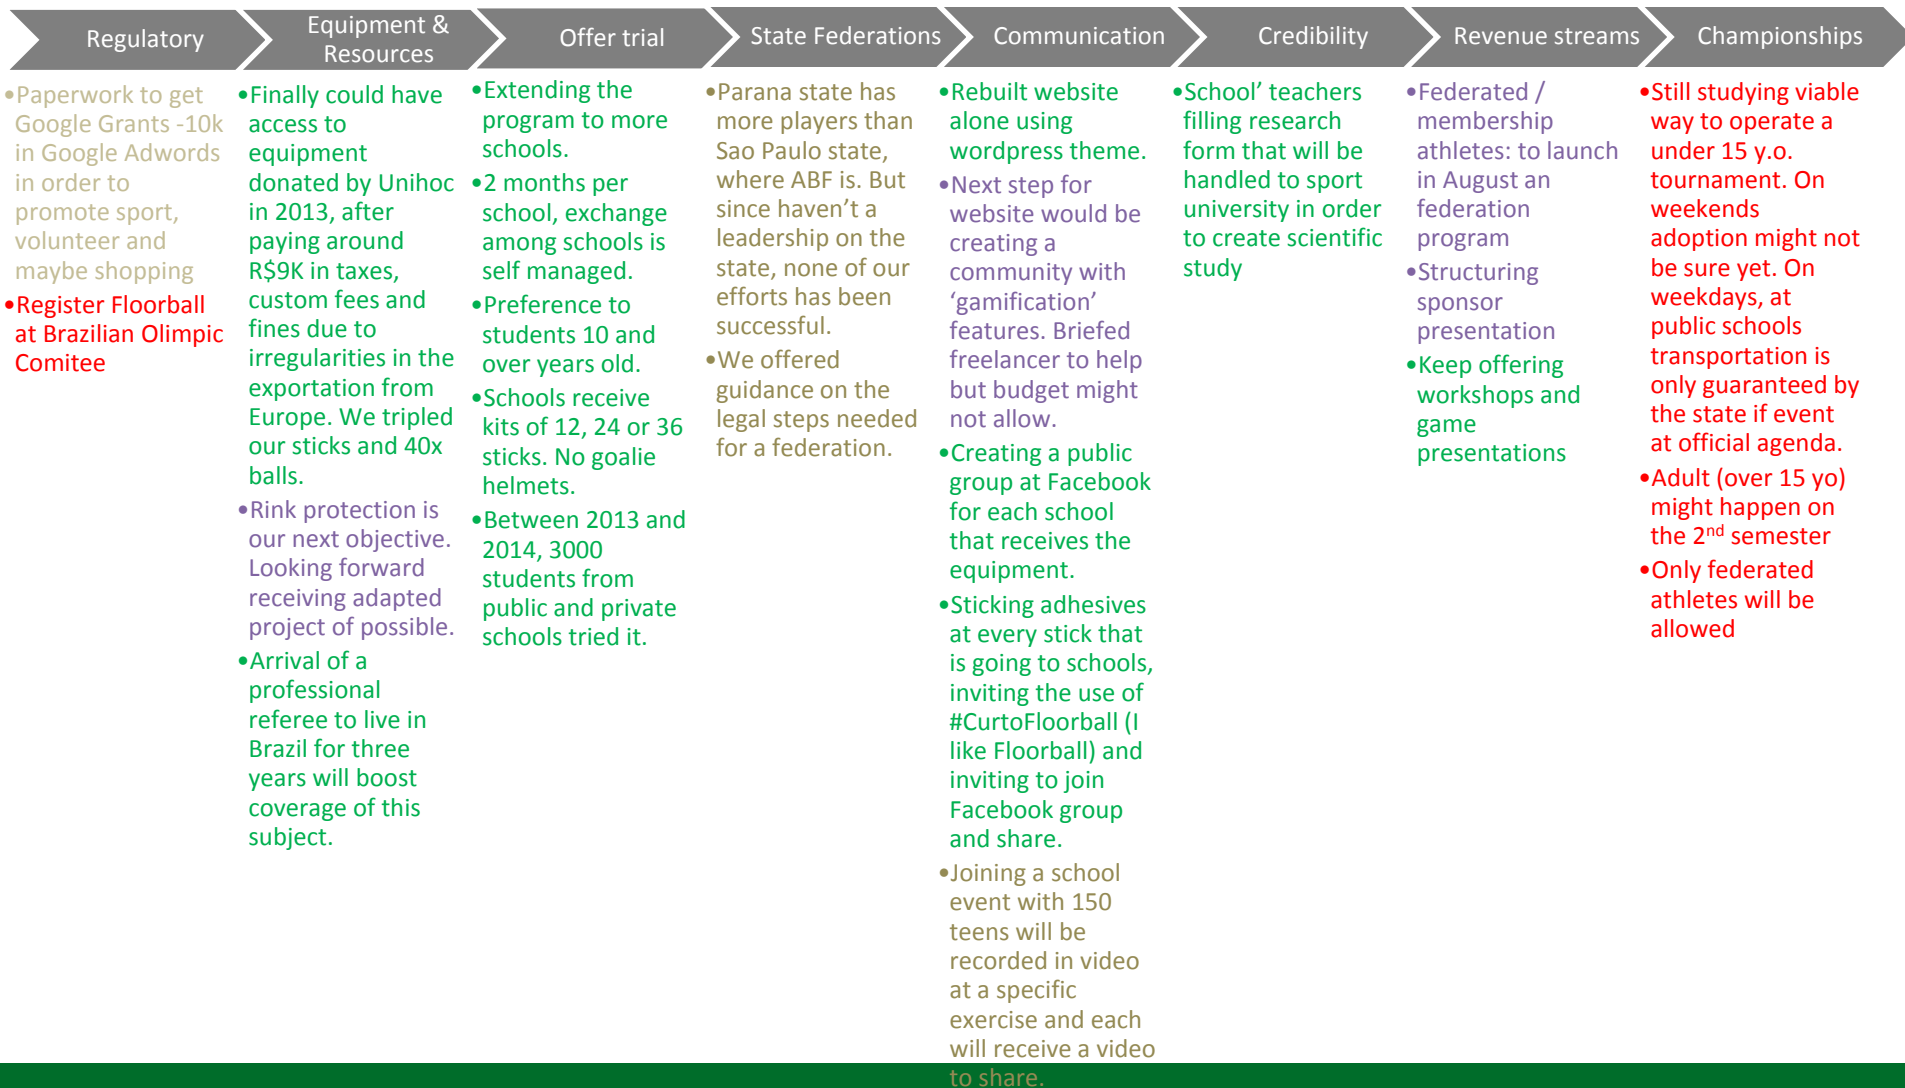 Regulatory
Equipment &
Resources
Offer trial
State Federations
Communication
Credibility
Revenue streams
Championships
•Paperwork to get
Google Grants -10k
in Google Adwords
in order to
promote sport,
volunteer and
maybe shopping
•Register Floorball
at Brazilian Olimpic
Comitee
•Finally could have
access to
equipment
donated by Unihoc
in 2013, after
paying around
R$9K in taxes,
custom fees and
fines due to
irregularities in the
exportation from
Europe. We tripled
our sticks and 40x
balls.
•Rink protection is
our next objective.
Looking forward
receiving adapted
project of possible.
•Arrival of a
professional
referee to live in
Brazil for three
years will boost
coverage of this
subject.
•Extending the
program to more
schools.
•2 months per
school, exchange
among schools is
self managed.
•Preference to
students 10 and
over years old.
•Schools receive
kits of 12, 24 or 36
sticks. No goalie
helmets.
•Between 2013 and
2014, 3000
students from
public and private
schools tried it.
•Parana state has
more players than
Sao Paulo state,
where ABF is. But
since haven’t a
leadership on the
state, none of our
efforts has been
successful.
•We offered
guidance on the
legal steps needed
for a federation.
•Rebuilt website
alone using
wordpress theme.
•Next step for
website would be
creating a
community with
‘gamification’
features. Briefed
freelancer to help
but budget might
not allow.
•Creating a public
group at Facebook
for each school
that receives the
equipment.
•Sticking adhesives
at every stick that
is going to schools,
inviting the use of
#CurtoFloorball (I
like Floorball) and
inviting to join
Facebook group
and share.
•Joining a school
event with 150
teens will be
recorded in video
at a specific
exercise and each
will receive a video
to share.
•School’ teachers
filling research
form that will be
handled to sport
university in order
to create scientific
study
•Federated /
membership
athletes: to launch
in August an
federation
program
•Structuring
sponsor
presentation
•Keep offering
workshops and
game
presentations
•Still studying viable
way to operate a
under 15 y.o.
tournament. On
weekends
adoption might not
be sure yet. On
weekdays, at
public schools
transportation is
only guaranteed by
the state if event
at official agenda.
•Adult (over 15 yo)
might happen on
the 2nd semester
•Only federated
athletes will be
allowed